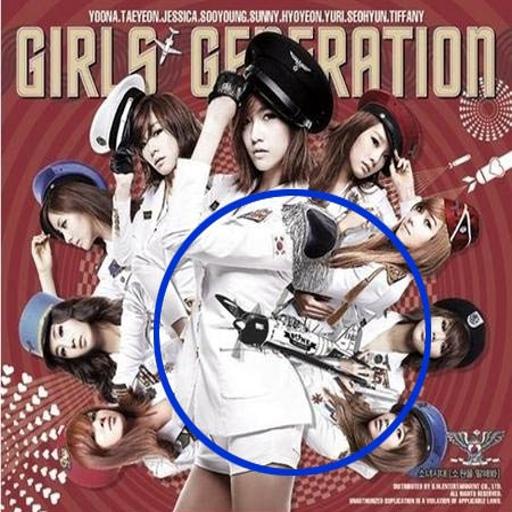 YOONA.TAEYEON.JESSICA.SOOYOUNG.SUNNY.HYOYEON.YURI.SEOHYUN.TIFFANY
GIRLS' GENERATION
소녀시대 [소원을 말해봐]
DISTRIBUTED BY S.M.ENTERTAINMENT CO., LTD.
ALL RIGHTS RESERVED.
UNAUTHORIZED DUPLICATION IS A VIOLATION OF APPLICABLE LAWS.